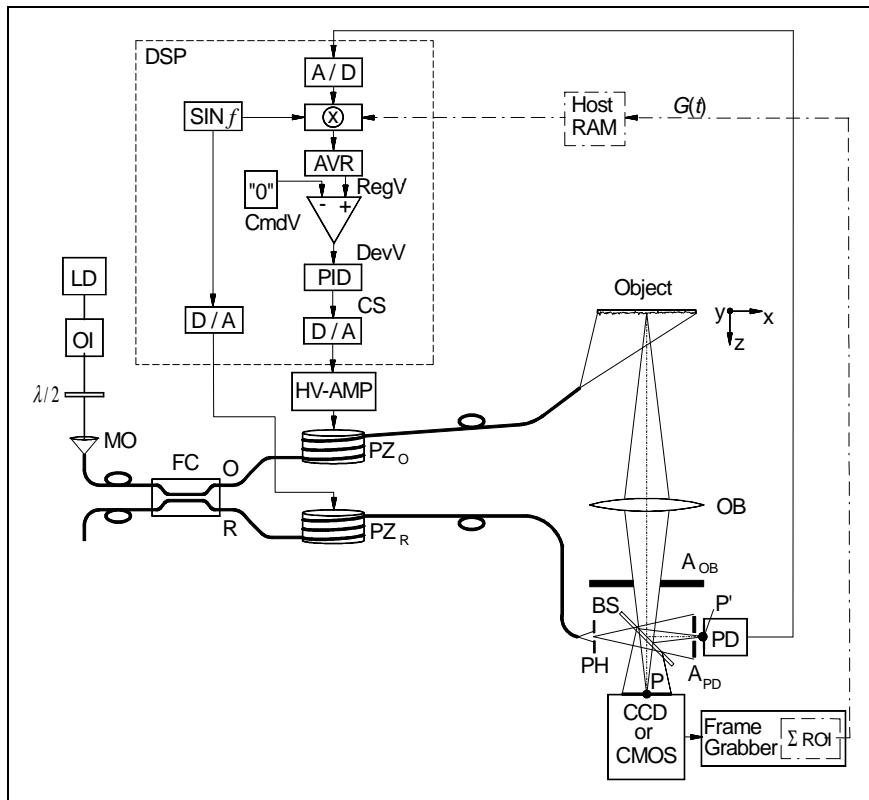 DSP
A / D
SIN f
X
Host
RAM
G(t)
AVR
"0"
RegV
- +
CmdV
DevV
PID
CS
D / A
D / A
LD
OI
λ/2
MO
HV-AMP
Object
y x
z
FC
O
R
PZ O
PZ R
OB
A OB
BS
P'
PD
PH
A PD
P
CCD
or
CMOS
Frame
Grabber
Σ ROI